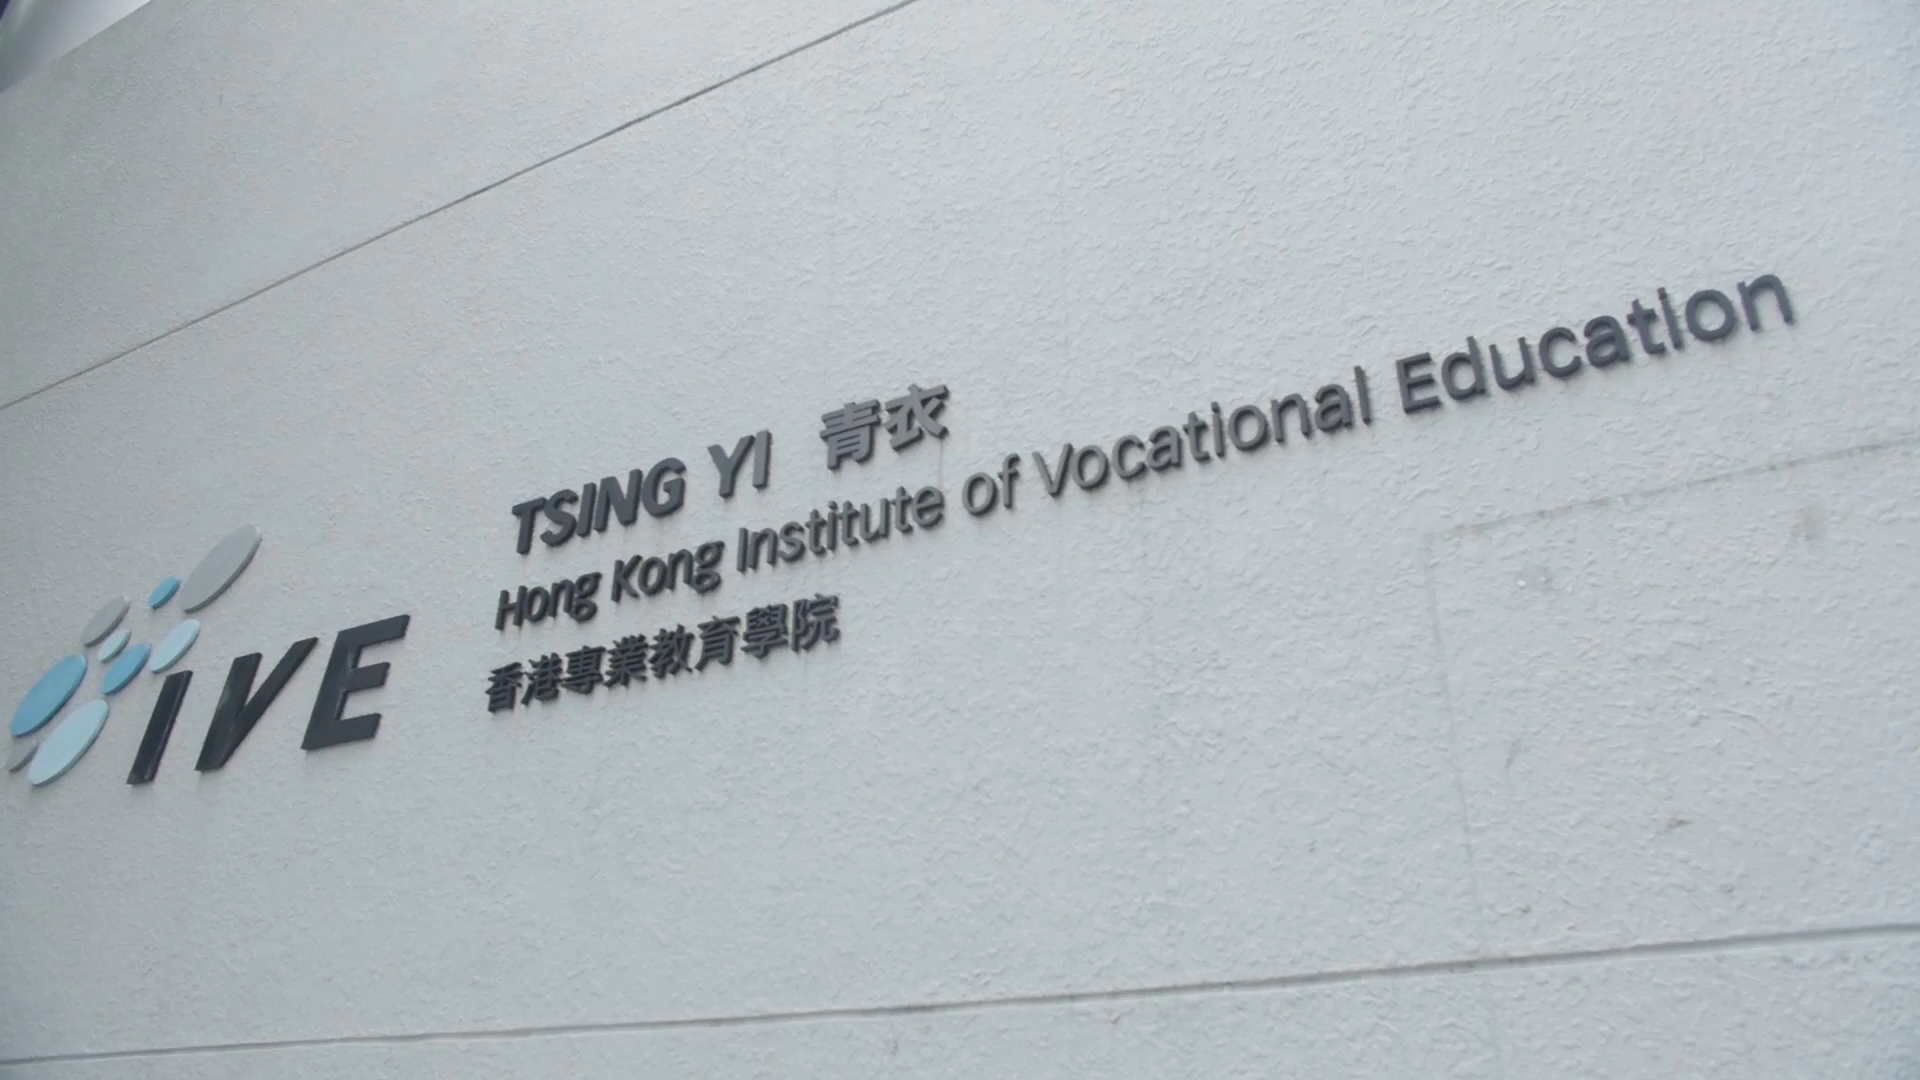 IVE
TSING YI 青衣
Hong Kong Institute of Vocational Education
香港專業教育學院